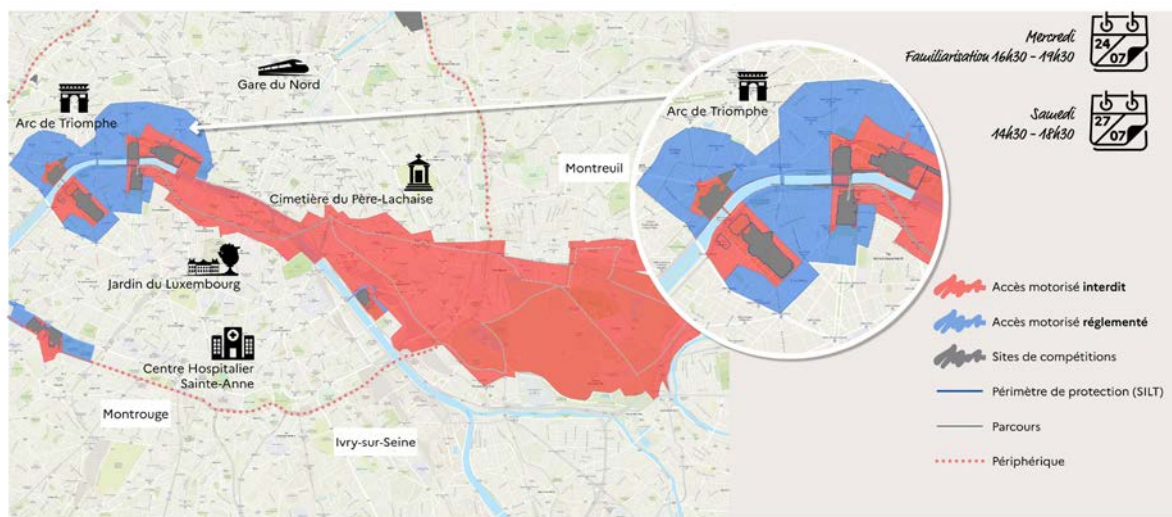 Gare du Nord
Arc de Triomphe
Cimetière du Père-Lachaise
Jardin du Luxembourg
Centre Hospitalier
Sainte-Anne
Montrouge
Ivry-sur-Seine
Montreuil
Arc de Triomphe
Mercredi
Familiarisation 16h30 - 19h30
24
07
Samedi
14h30 - 18h30
27
07
Accès motorisé interdit
Accès motorisé réglementé
Sites de compétitions
Périmètre de protection (SILT)
Parcours
Périphérique